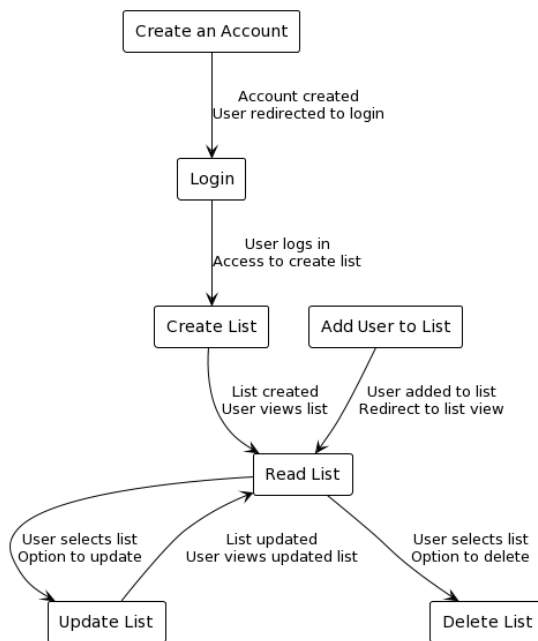 Create an Account
Account created
User redirected to login
Login
User logs in
Access to create list
Create List
Add User to List
List created
User views list
User added to list
Redirect to list view
Read List
User selects list
Option to update
List updated
User views updated list
User selects list
Option to delete
Update List
Delete List